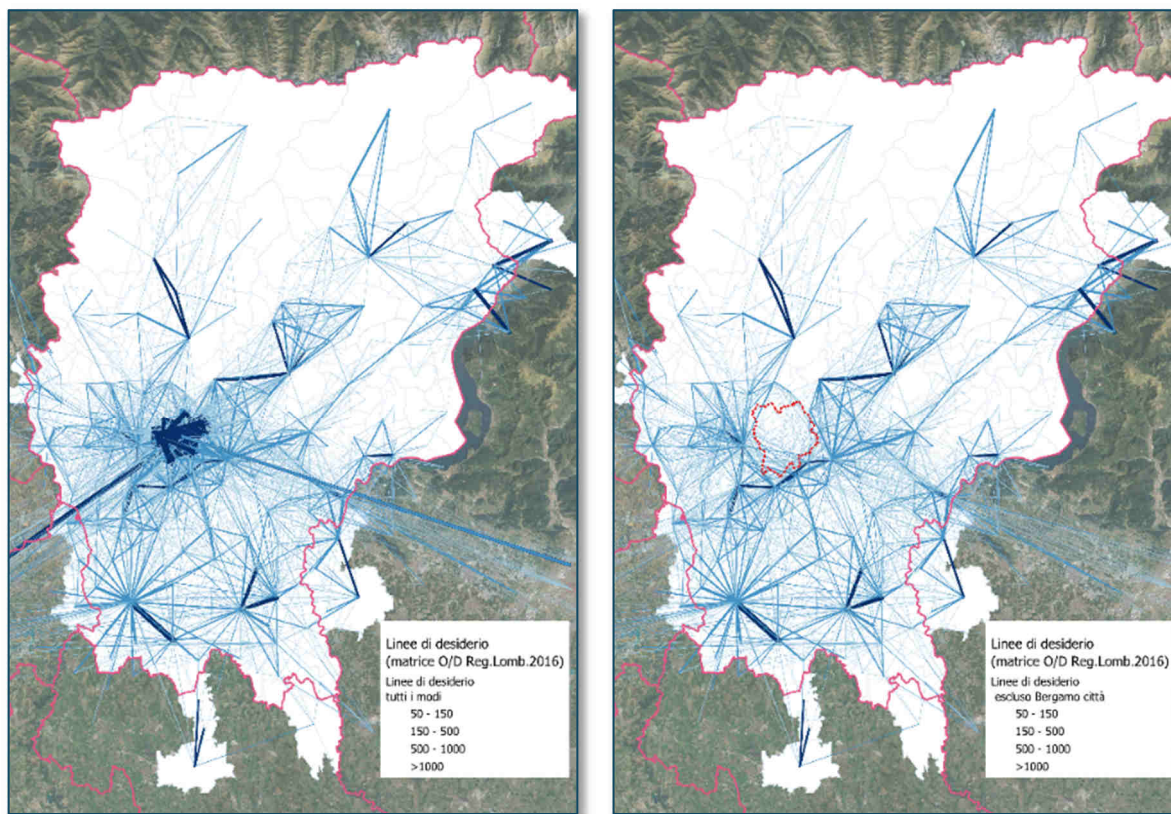 Linee di desiderio
(matrice O/D Reg.Lomb.2016)
Linee di desiderio
tutti i modi
50 - 150
150 - 500
500 - 1000
>1000
Linee di desiderio
(matrice O/D Reg.Lomb.2016)
Linee di desiderio
escluso Bergamo città
50 - 150
150 - 500
500 - 1000
>1000